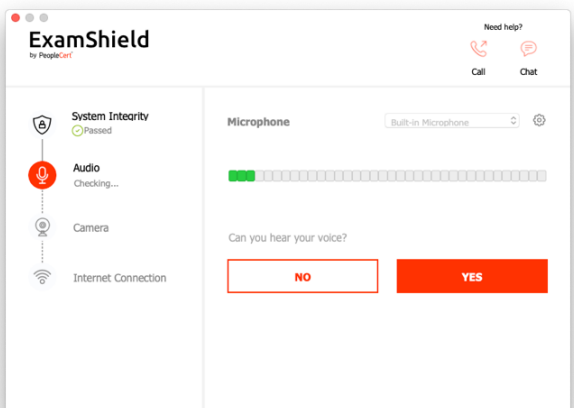 Need help?
ExamShield
by PeopleCert
Call
Chat
System Integrity
Passed
Audio
Checking...
Camera
Internet Connection
Microphone
Built-in Microphone
Can you hear your voice?
NO
YES